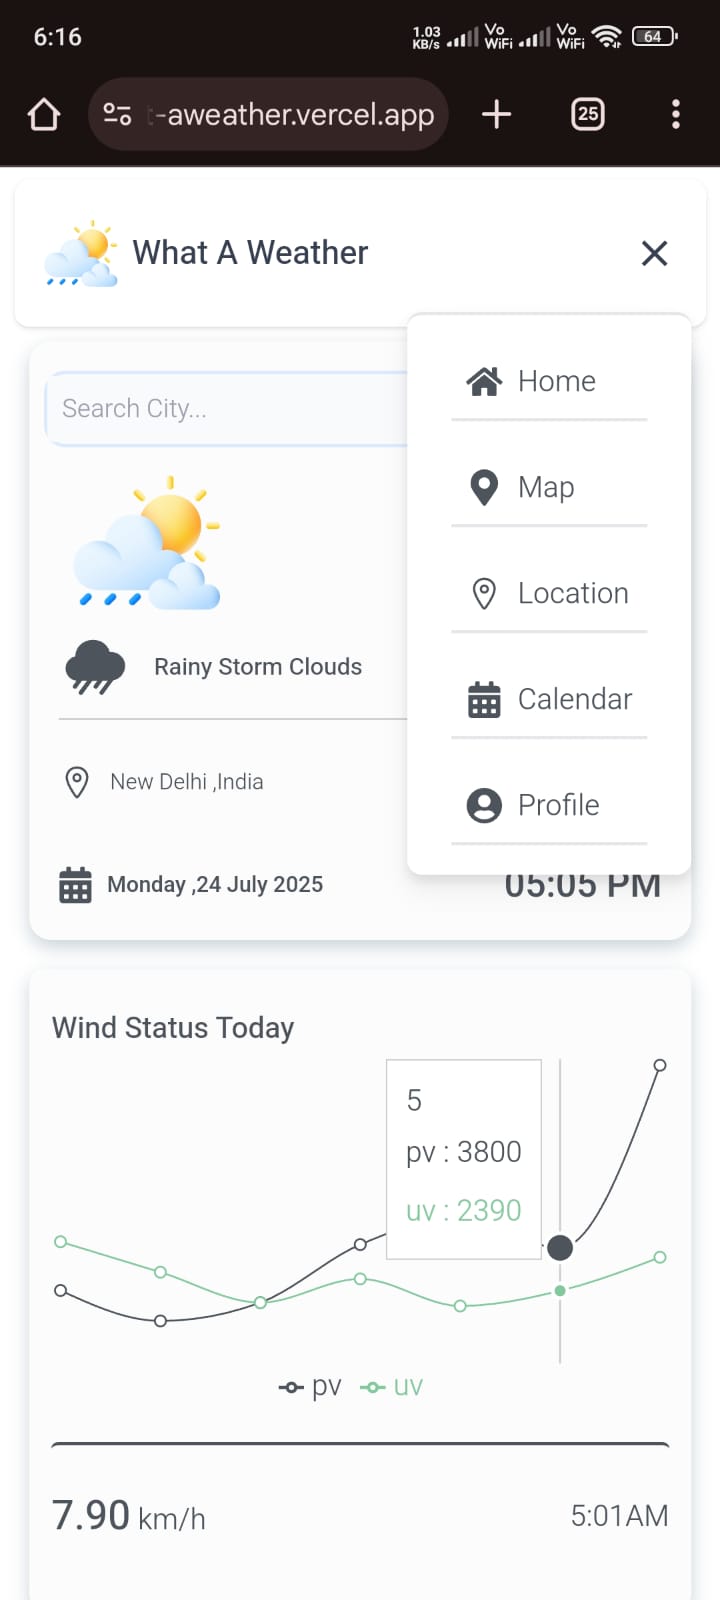 6:16
1.03 KB/s Vo WiFi Vo WiFi 64
-aweather.vercel.app 25
What A Weather
Home
Search City...
Map
Location
Rainy Storm Clouds
Calendar
New Delhi ,India
Profile
Monday ,24 July 2025 05:05 PM
Wind Status Today
5
pv : 3800
uv : 2390
pv uv
7.90 km/h 5:01AM